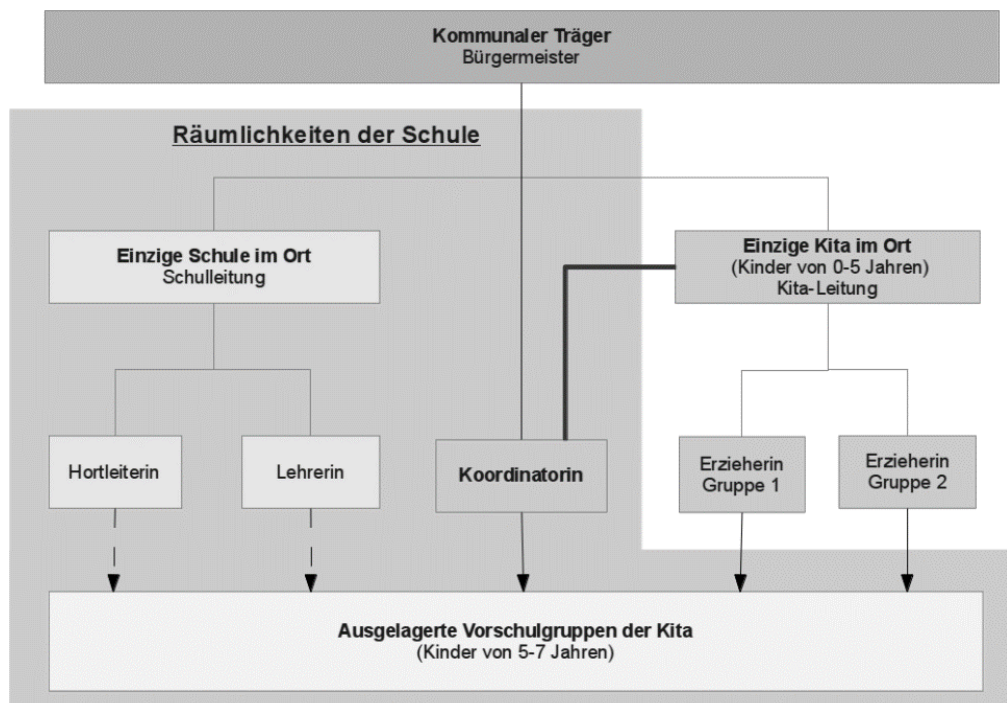 Kommunaler Träger
Bürgermeister
Räumlichkeiten der Schule
Einzige Schule im Ort
Schulleitung
Einzige Kita im Ort
(Kinder von 0-5 Jahren)
Kita-Leitung
Hortleiterin
Lehrerin
Koordinatorin
Erzieherin
Gruppe 1
Erzieherin
Gruppe 2
Ausgelagerte Vorschulgruppen der Kita
(Kinder von 5-7 Jahren)